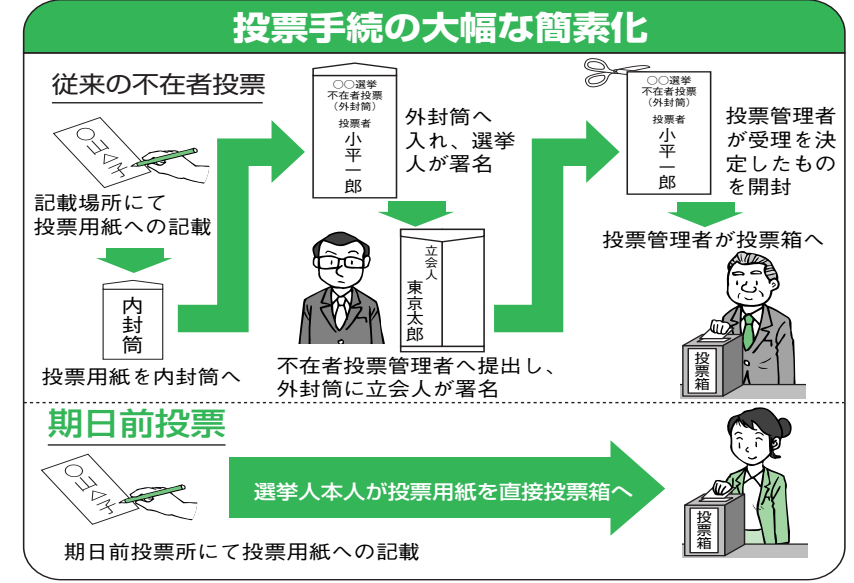 投票手続の大幅な簡素化
従来の不在者投票
〇ニ△子
記載場所にて
投票用紙への記載
内封筒
投票用紙を内封筒へ
〇〇選挙
不在者投票
（外封筒）
投票者
小平一郎
外封筒へ
入れ、選挙
人が署名
立会人
東京太郎
不在者投票管理者へ提出し、
外封筒に立会人が署名
〇〇選挙
不在者投票
（外封筒）
投票者
小平一郎
投票管理者
が受理を決
定したもの
を開封
投票管理者が投票箱へ
投票箱
期日前投票
〇ニ△子
選挙人本人が投票用紙を直接投票箱へ
投票箱
期日前投票所にて投票用紙への記載